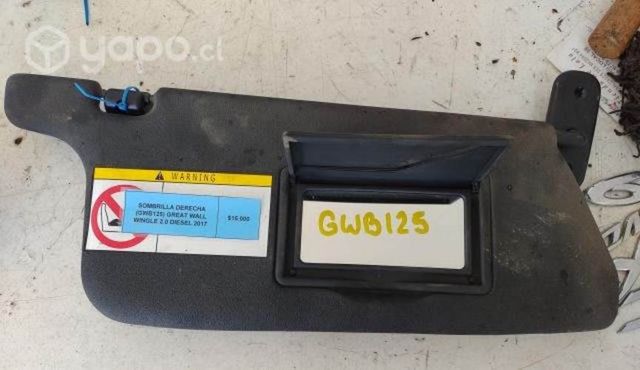 yapo.cl
WARNING
SOMBRILLA DERECHA
(GWB125) GREAT WALL
WINGLE 2.0 DIESEL 2017
$15.000
GWB125